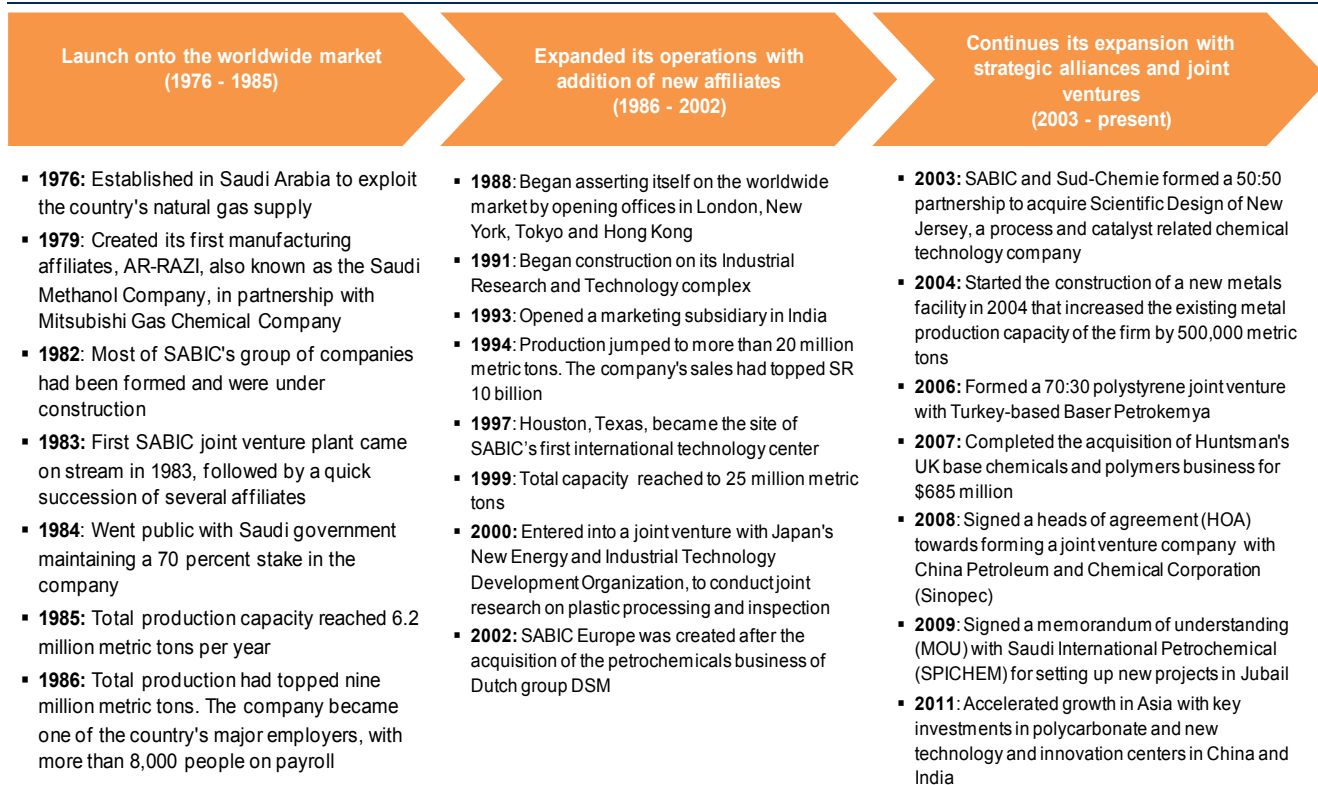 Launch onto the worldwide market
(1976 - 1985)
Expanded its operations with
addition of new affiliates
(1986 - 2002)
Continues its expansion with
strategic alliances and joint
ventures
(2003 - present)
▪ 1976: Established in Saudi Arabia to exploit
the country's natural gas supply
▪ 1979: Created its first manufacturing
affiliates, AR-RAZI, also known as the Saudi
Methanol Company, in partnership with
Mitsubishi Gas Chemical Company
▪ 1982: Most of SABIC's group of companies
had been formed and were under
construction
▪ 1983: First SABIC joint venture plant came
on stream in 1983, followed by a quick
succession of several affiliates
▪ 1984: Went public with Saudi government
maintaining a 70 percent stake in the
company
▪ 1985: Total production capacity reached 6.2
million metric tons per year
▪ 1986: Total production had topped nine
million metric tons. The company became
one of the country's major employers, with
more than 8,000 people on payroll
▪ 1988: Began asserting itself on the worldwide
market by opening offices in London, New
York, Tokyo and Hong Kong
▪ 1991: Began construction on its Industrial
Research and Technology complex
▪ 1993: Opened a marketing subsidiary in India
▪ 1994: Production jumped to more than 20 million
metric tons. The company's sales had topped SR
10 billion
▪ 1997: Houston, Texas, became the site of
SABIC's first international technology center
▪ 1999: Total capacity reached to 25 million metric
tons
▪ 2000: Entered into a joint venture with Japan's
New Energy and Industrial Technology
Development Organization, to conduct joint
research on plastic processing and inspection
▪ 2002: SABIC Europe was created after the
acquisition of the petrochemicals business of
Dutch group DSM
▪ 2003: SABIC and Sud-Chemie formed a 50:50
partnership to acquire Scientific Design of New
Jersey, a process and catalyst related chemical
technology company
▪ 2004: Started the construction of a new metals
facility in 2004 that increased the existing metal
production capacity of the firm by 500,000 metric
tons
▪ 2006: Formed a 70:30 polystyrene joint venture
with Turkey-based Baser Petrokemya
▪ 2007: Completed the acquisition of Huntsman's
UK base chemicals and polymers business for
$685 million
▪ 2008: Signed a heads of agreement (HOA)
towards forming a joint venture company with
China Petroleum and Chemical Corporation
(Sinopec)
▪ 2009: Signed a memorandum of understanding
(MOU) with Saudi International Petrochemical
(SPICHEM) for setting up new projects in Jubail
▪ 2011: Accelerated growth in Asia with key
investments in polycarbonate and new
technology and innovation centers in China and
India